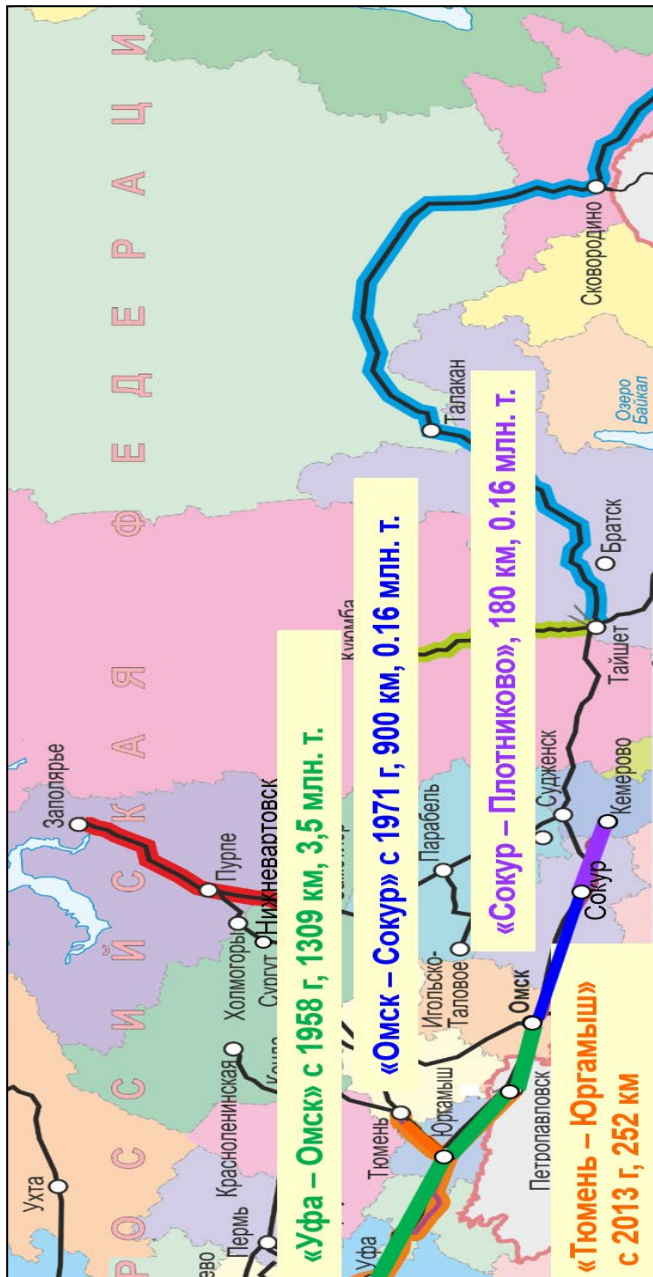 РОССИЙСКАЯ ФЕДЕРАЦИ
Ухта
Заполярье
Пурпе
Холмогоры
Сургут
Нижневартовск
Красноленинская
Пермь
«Уфа – Омск» с 1958 г, 1309 км, 3,5 млн. т.
Куюмба
Талакан
Тюмень
«Омск – Сокур» с 1971 г, 900 км, 0.16 млн. т.
Уфа
Юргамыш
Игольско-
Таловое
Парабель
«Сокур – Плотниково», 180 км, 0.16 млн. т.
Петропавловск
Омск
Сокур
Судженск
Кемерово
Тайшет
Братск
Озеро
Байкал
Сковородино
«Тюмень – Юргамыш»
с 2013 г, 252 км